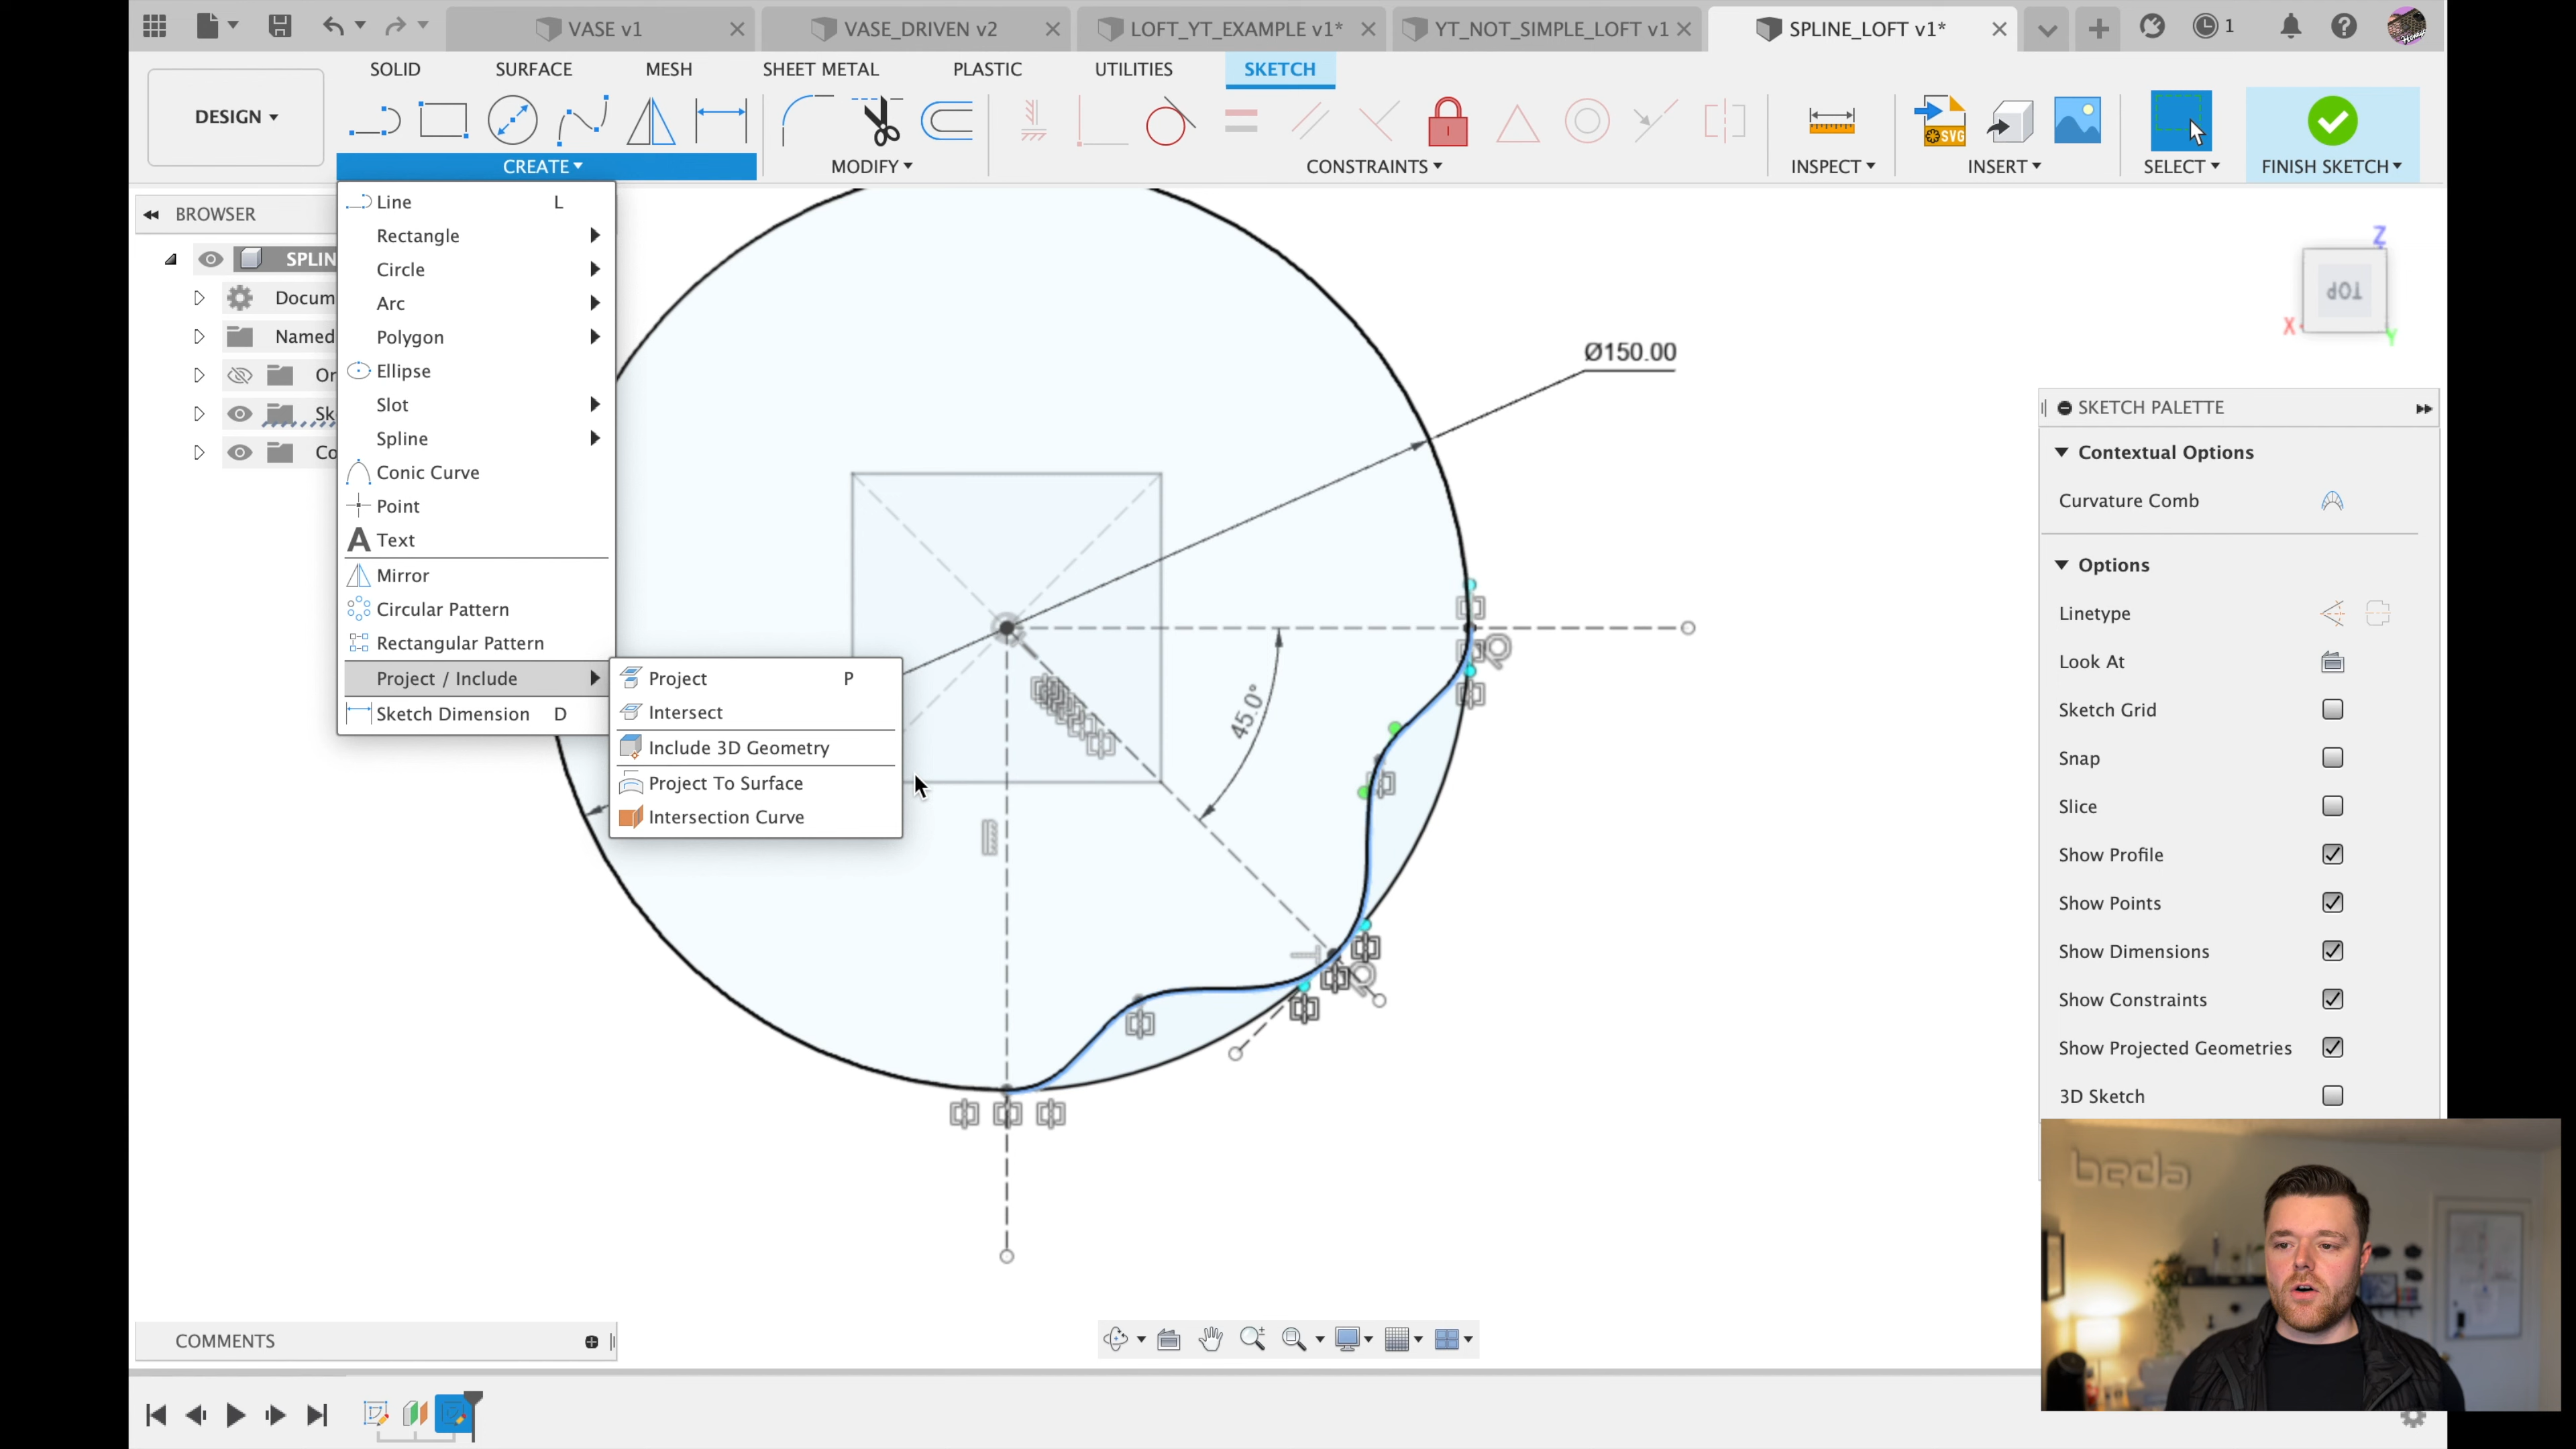 VASE v1
VASE_DRIVEN v2
LOFT_YT_EXAMPLE v1*
YT_NOT_SIMPLE_LOFT v1
SPLINE_LOFT v1*
1
DESIGN
SOLID
SURFACE
MESH
SHEET METAL
PLASTIC
UTILITIES
SKETCH
SVG
CREATE
MODIFY
CONSTRAINTS
INSPECT
INSERT
SELECT
FINISH SKETCH
BROWSER
SPLIN
Docum
Named
Or
Sk
Co
Line L
Rectangle
Circle
Arc
Polygon
Ellipse
Slot
Spline
Conic Curve
Point
A Text
Mirror
Circular Pattern
Rectangular Pattern
Project / Include
Sketch Dimension D
Project P
Intersect
Include 3D Geometry
Project To Surface
Intersection Curve
Ø150.00
45.0°
Z
TOP
X
Y
SKETCH PALETTE
Contextual Options
Curvature Comb
Options
Linetype
Look At
Sketch Grid
Snap
Slice
Show Profile
Show Points
Show Dimensions
Show Constraints
Show Projected Geometries
3D Sketch
beda
COMMENTS